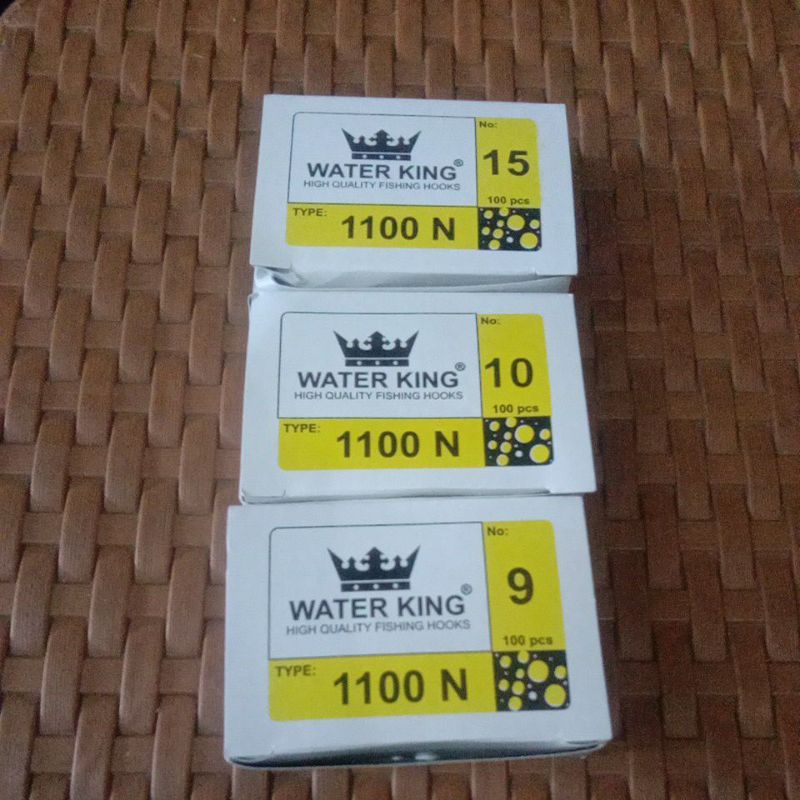 WATER KING®
HIGH QUALITY FISHING HOOKS
No:
15
100 pcs
TYPE:
1100 N
WATER KING®
HIGH QUALITY FISHING HOOKS
No:
10
100 pcs
TYPE:
1100 N
WATER KING®
HIGH QUALITY FISHING HOOKS
No:
9
100 pcs
TYPE:
1100 N